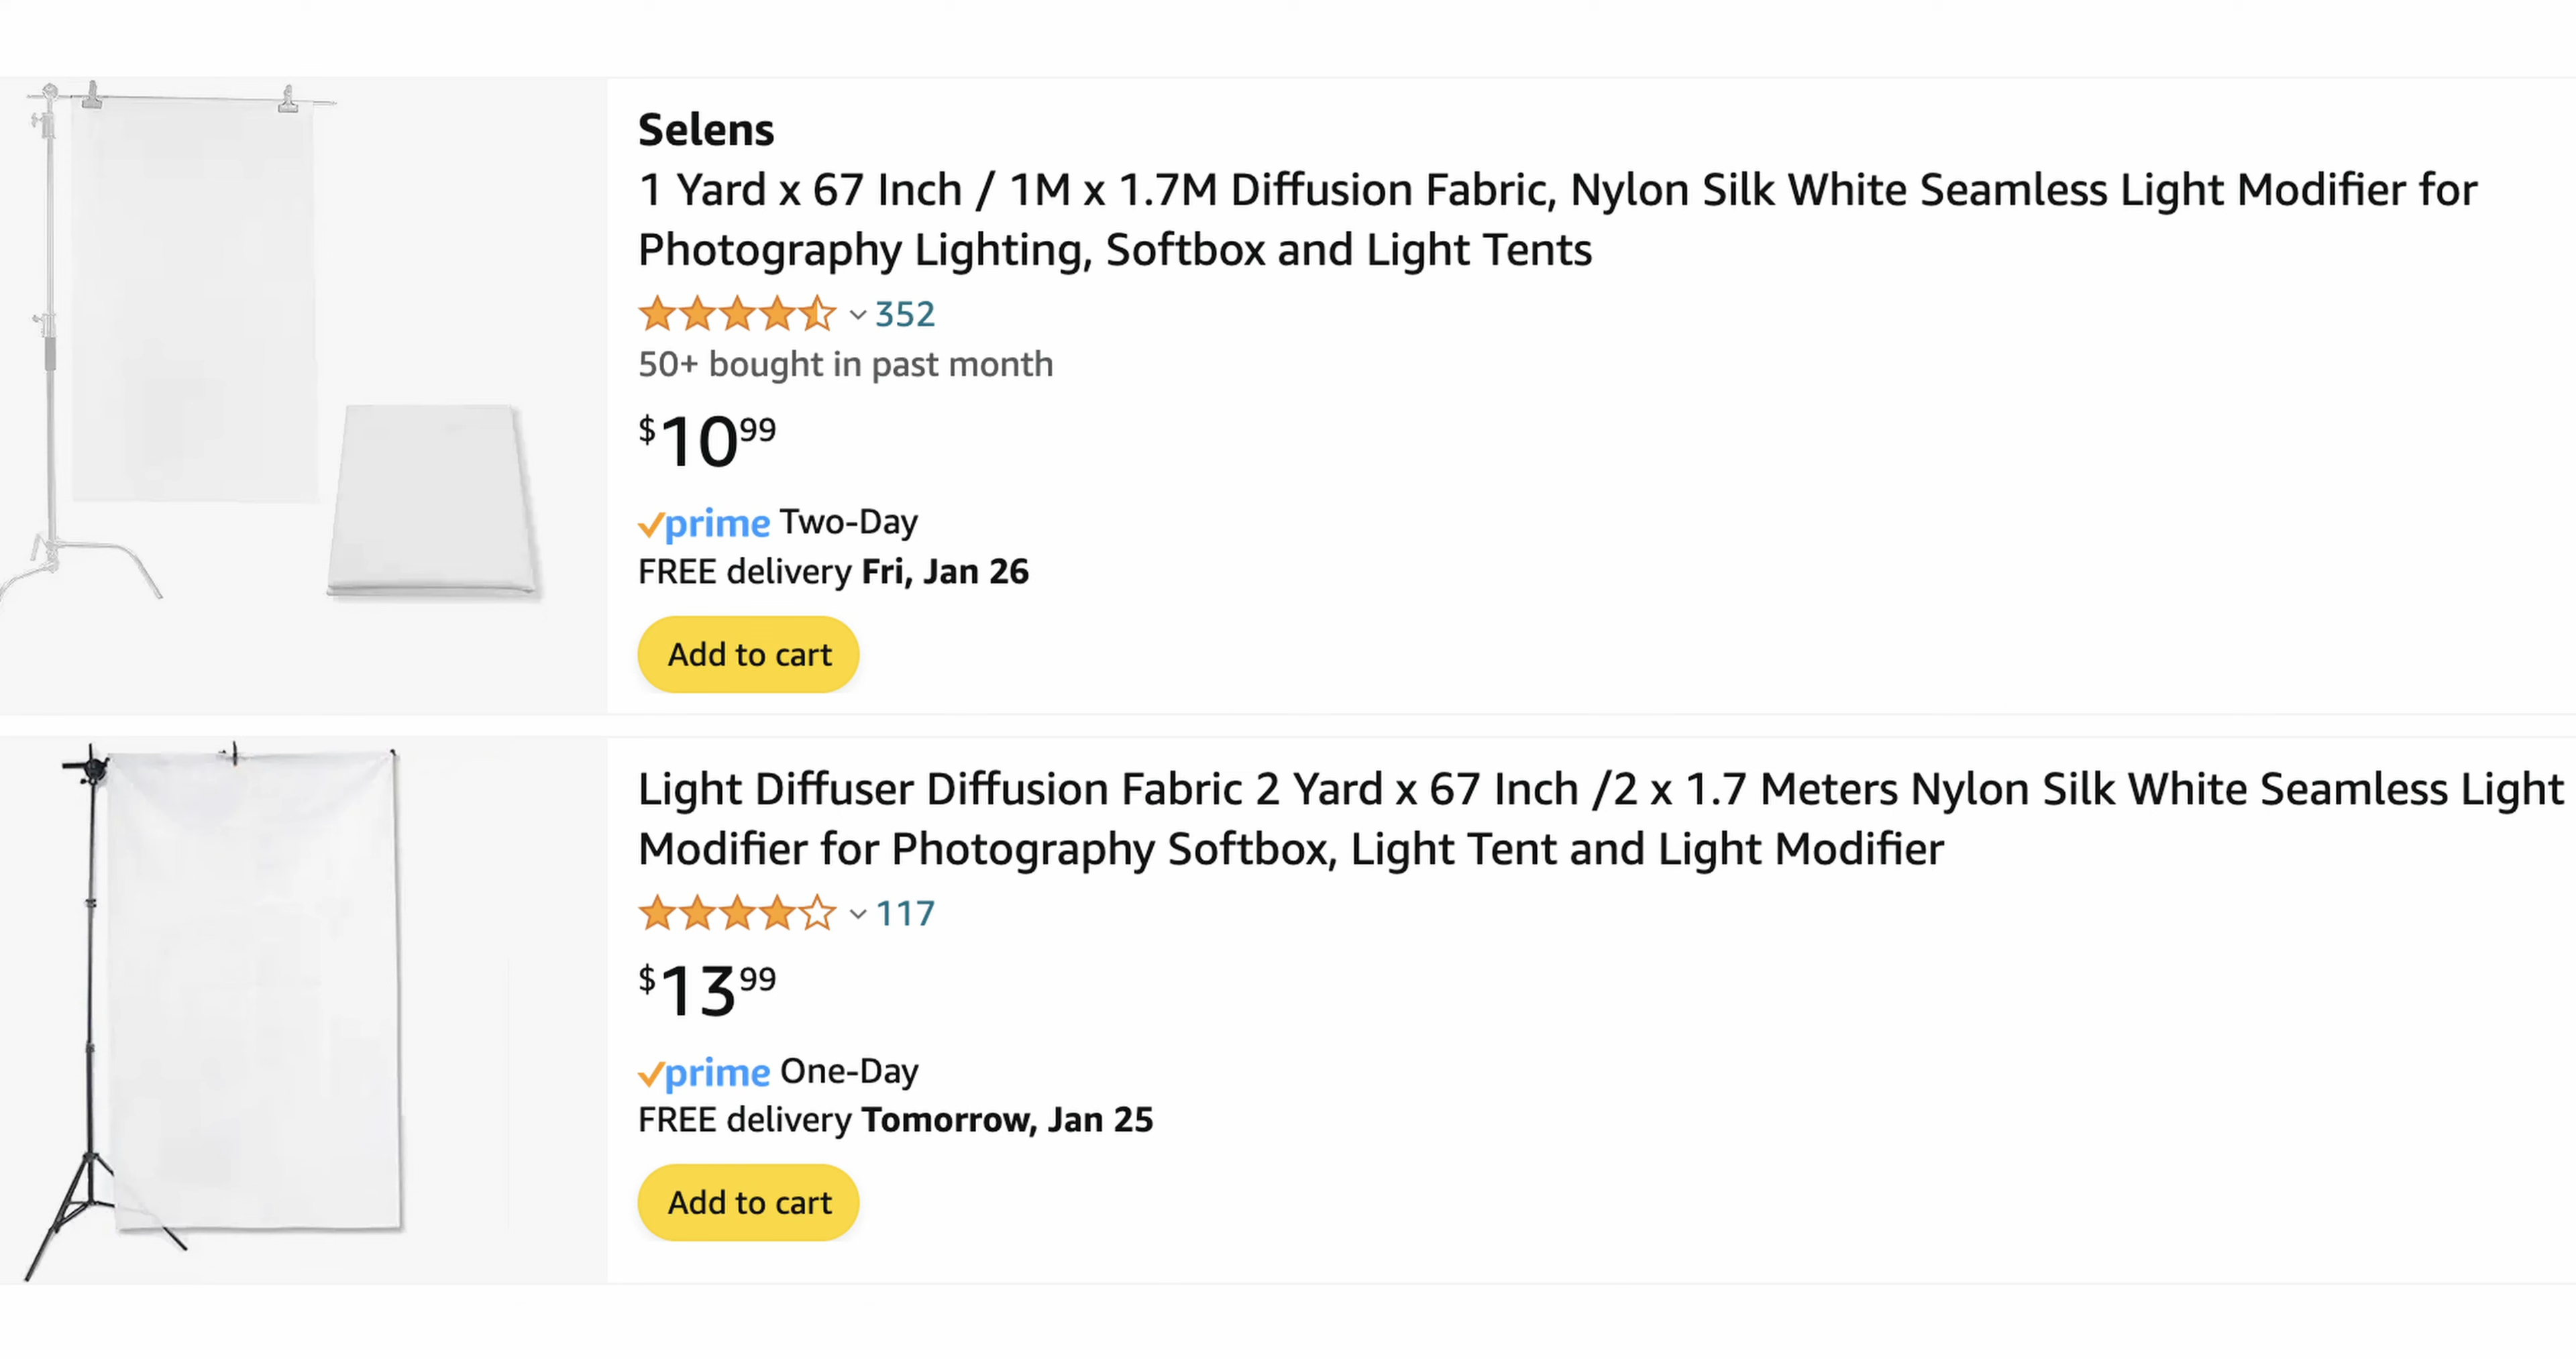 Selens
1 Yard x 67 Inch / 1M x 1.7M Diffusion Fabric, Nylon Silk White Seamless Light Modifier for
Photography Lighting, Softbox and Light Tents
352
50+ bought in past month
$10.99
prime Two-Day
FREE delivery Fri, Jan 26
Add to cart
Light Diffuser Diffusion Fabric 2 Yard x 67 Inch /2 x 1.7 Meters Nylon Silk White Seamless Light
Modifier for Photography Softbox, Light Tent and Light Modifier
117
$13.99
prime One-Day
FREE delivery Tomorrow, Jan 25
Add to cart